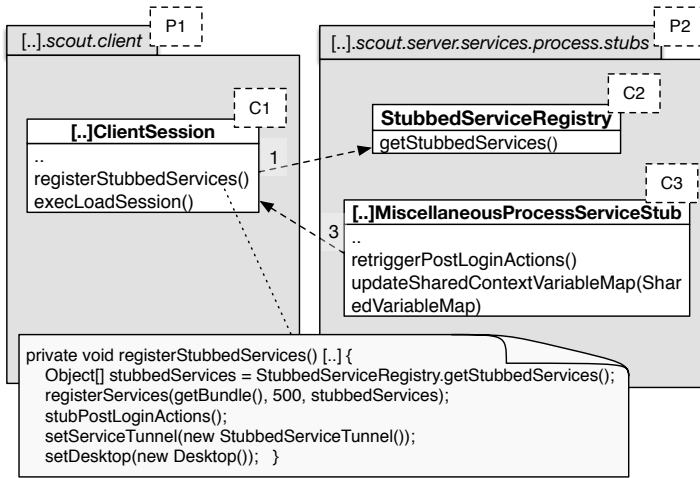 P1
[..].scout.client
P2
[..].scout.server.services.process.stubs
C1
[..]ClientSession
..
registerStubbedServices()
execLoadSession()
1
C2
StubbedServiceRegistry
getStubbedServices()
C3
3
[..]MiscellaneousProcessServiceStub
..
retriggerPostLoginActions()
updateSharedContextVariableMap(Shar
edVariableMap)
private void registerStubbedServices() [..] {
Object[] stubbedServices = StubbedServiceRegistry.getStubbedServices();
registerServices(getBundle(), 500, stubbedServices);
stubPostLoginActions();
setServiceTunnel(new StubbedServiceTunnel());
setDesktop(new Desktop()); }